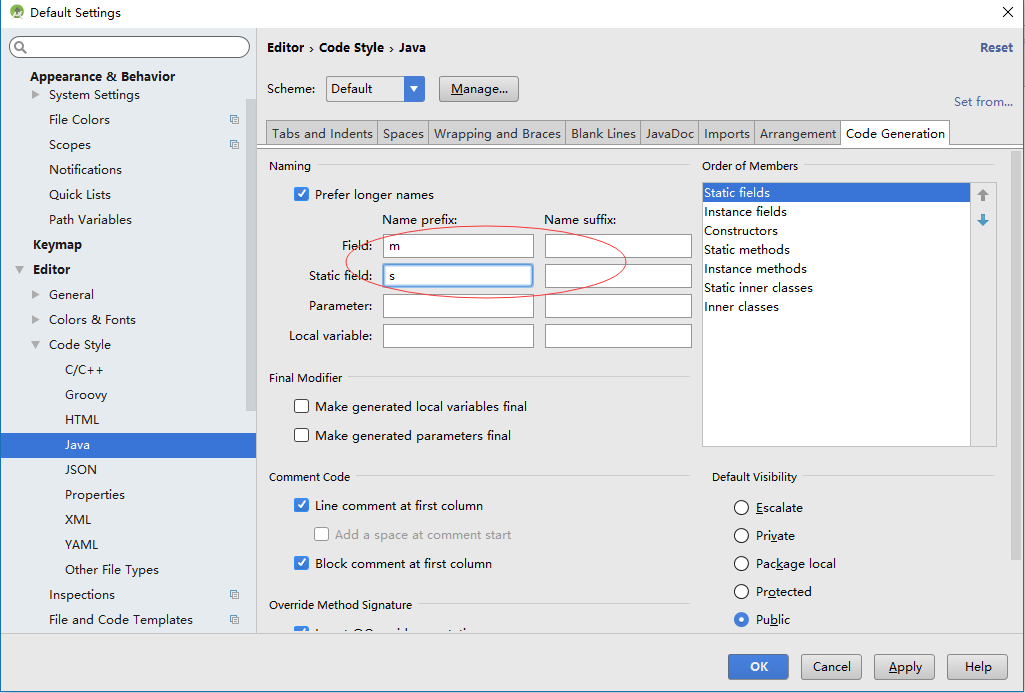 Default Settings
Appearance & Behavior
System Settings
File Colors
Scopes
Notifications
Quick Lists
Path Variables
Keymap
Editor
General
Colors & Fonts
Code Style
C/C++
Groovy
HTML
Java
JSON
Properties
XML
YAML
Other File Types
Inspections
File and Code Templates
Editor › Code Style › Java
Reset
Scheme: Default Manage...
Set from...
Tabs and Indents Spaces Wrapping and Braces Blank Lines JavaDoc Imports Arrangement Code Generation
Naming
Prefer longer names
Name prefix: Name suffix:
Field: m
Static field: s
Parameter:
Local variable:
Final Modifier
Make generated local variables final
Make generated parameters final
Comment Code
Line comment at first column
Add a space at comment start
Block comment at first column
Override Method Signature
Order of Members
Static fields
Instance fields
Constructors
Static methods
Instance methods
Static inner classes
Inner classes
Default Visibility
Escalate
Private
Package local
Protected
Public
OK Cancel Apply Help